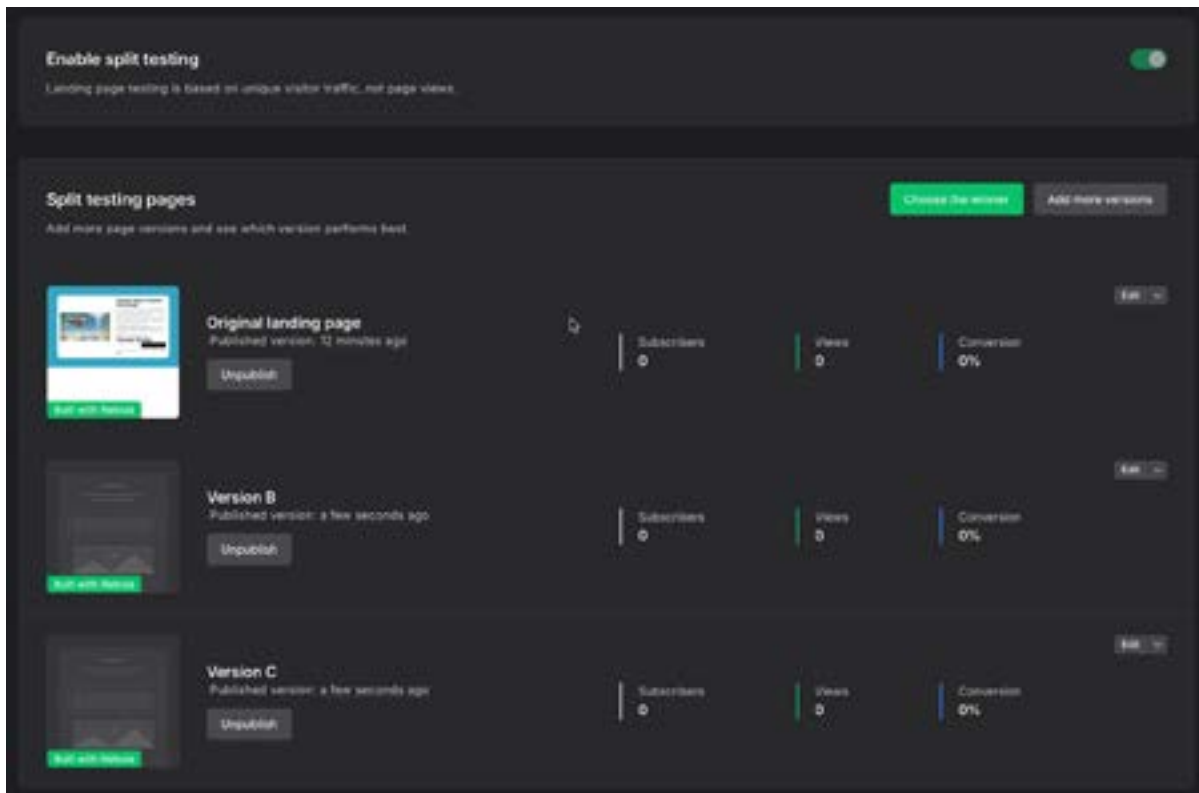 Enable split testing
Landing page testing is based on unique visitor traffic, not page views.
Split testing pages
Choose the winner
Add more versions
Add more page versions and see which version performs best.
Edit
Original landing page
Published version: 12 minutes ago
Unpublish
Subscribers
0
Views
0
Conversion
0%
Built with
Edit
Version B
Published version: a few seconds ago
Unpublish
Subscribers
0
Views
0
Conversion
0%
Built with
Edit
Version C
Published version: a few seconds ago
Unpublish
Subscribers
0
Views
0
Conversion
0%
Built with